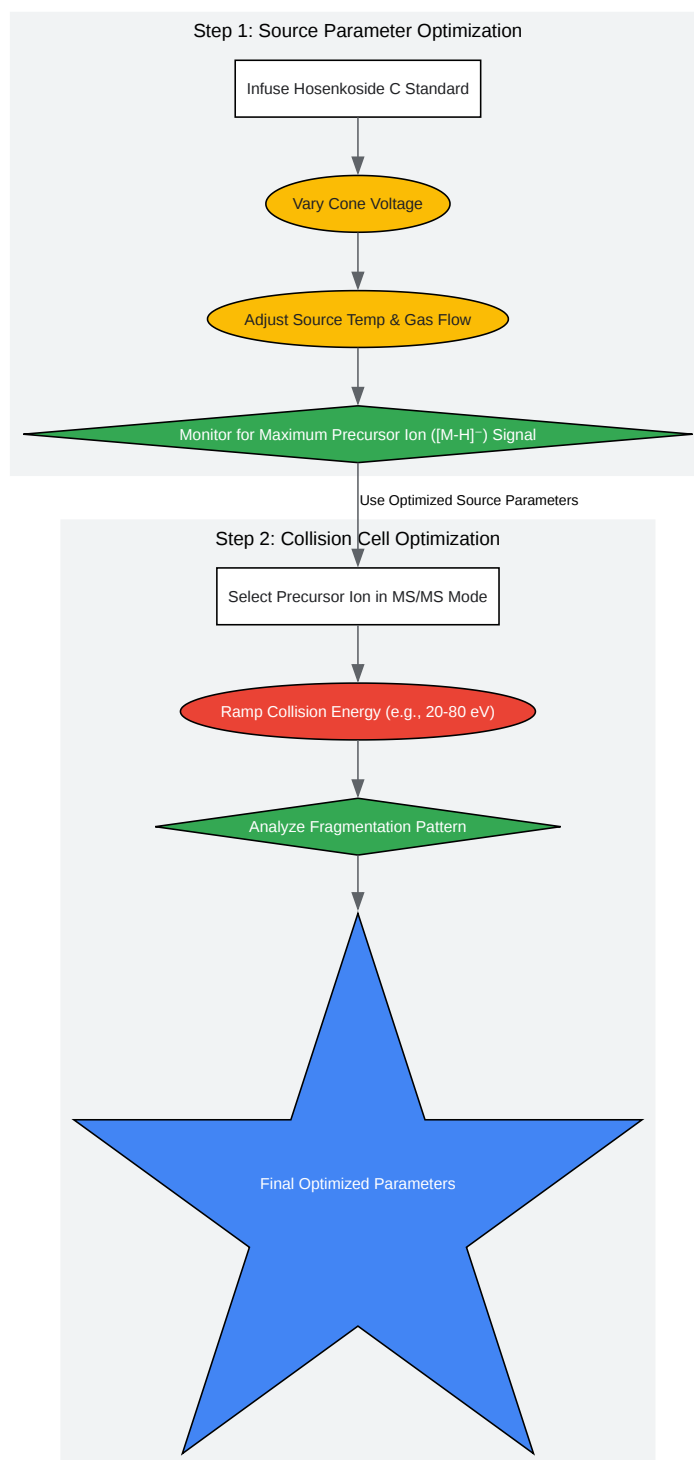 Step 1: Source Parameter Optimization
Infuse Hosenkoside C Standard
Vary Cone Voltage
Adjust Source Temp & Gas Flow
Monitor for Maximum Precursor Ion ([M-H]⁻) Signal
Use Optimized Source Parameters
Step 2: Collision Cell Optimization
Select Precursor Ion in MS/MS Mode
Ramp Collision Energy (e.g., 20-80 eV)
Analyze Fragmentation Pattern
Final Optimized Parameters